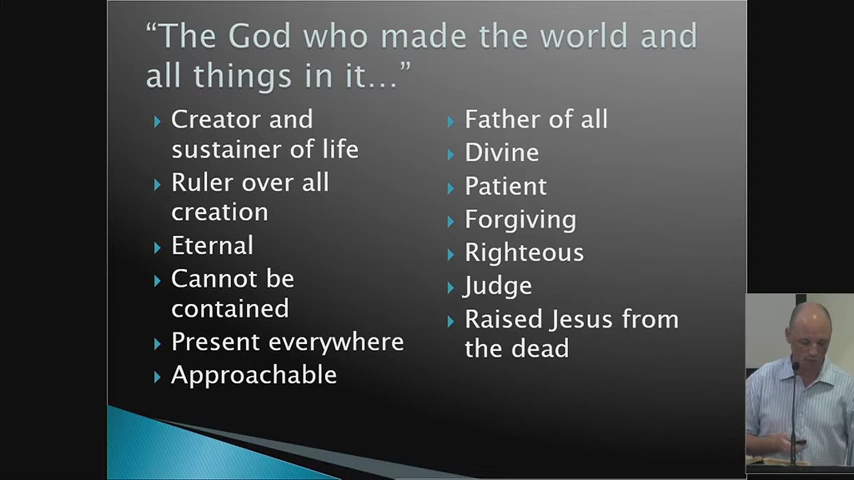 “The God who made the world and
all things in it…”
Creator and
sustainer of life
Ruler over all
creation
Eternal
Cannot be
contained
Present everywhere
Approachable
Father of all
Divine
Patient
Forgiving
Righteous
Judge
Raised Jesus from
the dead